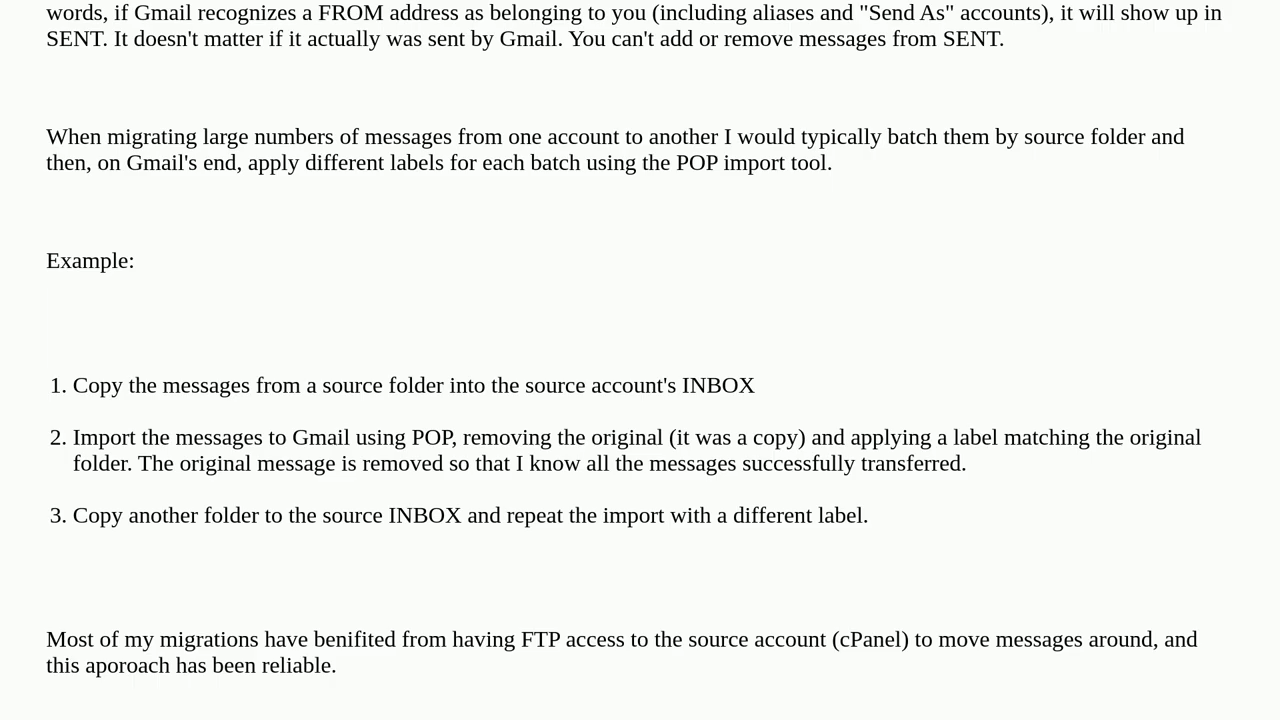 words, if Gmail recognizes a FROM address as belonging to you (including aliases and "Send As" accounts), it will show up in
SENT. It doesn't matter if it actually was sent by Gmail. You can't add or remove messages from SENT.
When migrating large numbers of messages from one account to another I would typically batch them by source folder and
then, on Gmail's end, apply different labels for each batch using the POP import tool.
Example:
1. Copy the messages from a source folder into the source account's INBOX
2. Import the messages to Gmail using POP, removing the original (it was a copy) and applying a label matching the original
folder. The original message is removed so that I know all the messages successfully transferred.
3. Copy another folder to the source INBOX and repeat the import with a different label.
Most of my migrations have benifited from having FTP access to the source account (cPanel) to move messages around, and
this aporoach has been reliable.